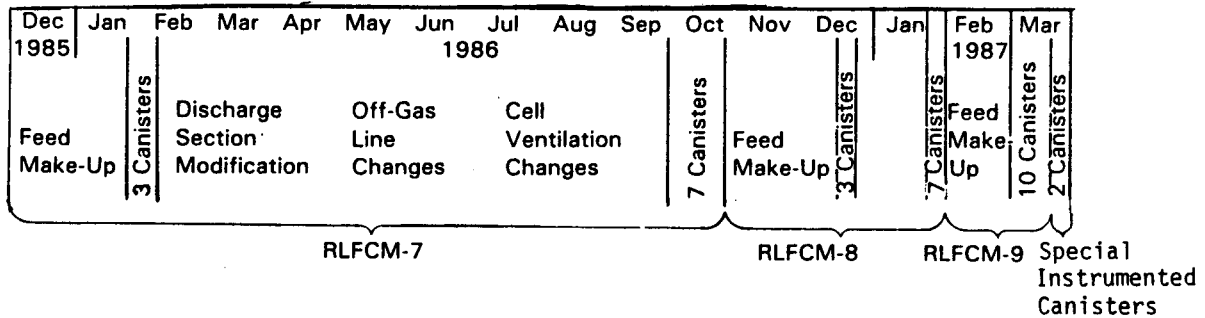 Dec Jan Feb Mar Apr May Jun Jul Aug Sep Oct Nov Dec Jan Feb Mar
1985 1986 1987
Feed
Make-Up
3 Canisters
Discharge
Section
Modification
Off-Gas
Line
Changes
Cell
Ventilation
Changes
7 Canisters
Feed
Make-Up
3 Canisters
7 Canisters
Feed
Make-
Up
10 Canisters
2 Canisters
RLFCM-7 RLFCM-8 RLFCM-9 Special
Instrumented
Canisters